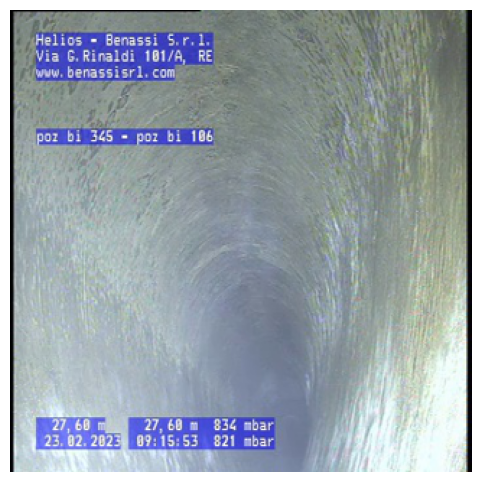 Helios - Benassi S.r.l.
Via G.Rinaldi 101/A, RE
www.benassisrl.com
poz bi 345 - poz bi 106
27,60 m 27,60 m 834 mbar
23.02.2023 09:15:53 821 mbar